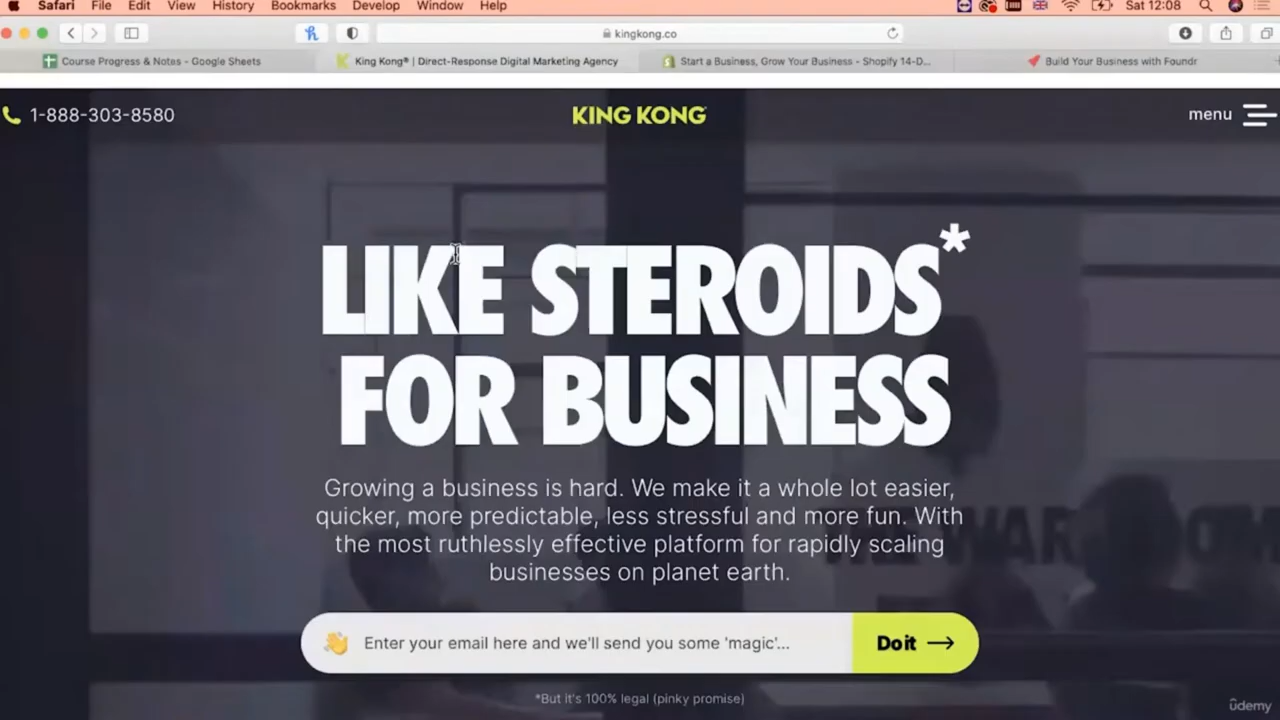 Safari File Edit View History Bookmarks Develop Window Help Sat 12:08
kingkong.co
Course Progress & Notes - Google Sheets
King Kong® | Direct-Response Digital Marketing Agency
Start a Business, Grow Your Business - Shopify 14-D...
Build Your Business with Foundr
1-888-303-8580
KING KONG
menu
LIKE STEROIDS*
FOR BUSINESS
Growing a business is hard. We make it a whole lot easier,
quicker, more predictable, less stressful and more fun. With
the most ruthlessly effective platform for rapidly scaling
businesses on planet earth.
THE WAR ROOM
Enter your email here and we'll send you some 'magic'...
Do it
*But it's 100% legal (pinky promise)
ûdemy